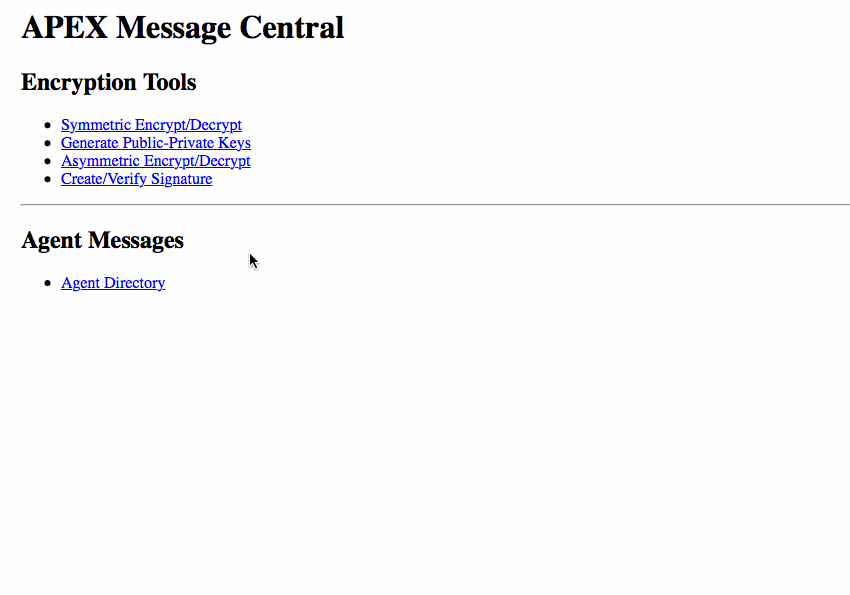 APEX Message Central
Encryption Tools
Symmetric Encrypt/Decrypt
Generate Public-Private Keys
Asymmetric Encrypt/Decrypt
Create/Verify Signature
Agent Messages
Agent Directory